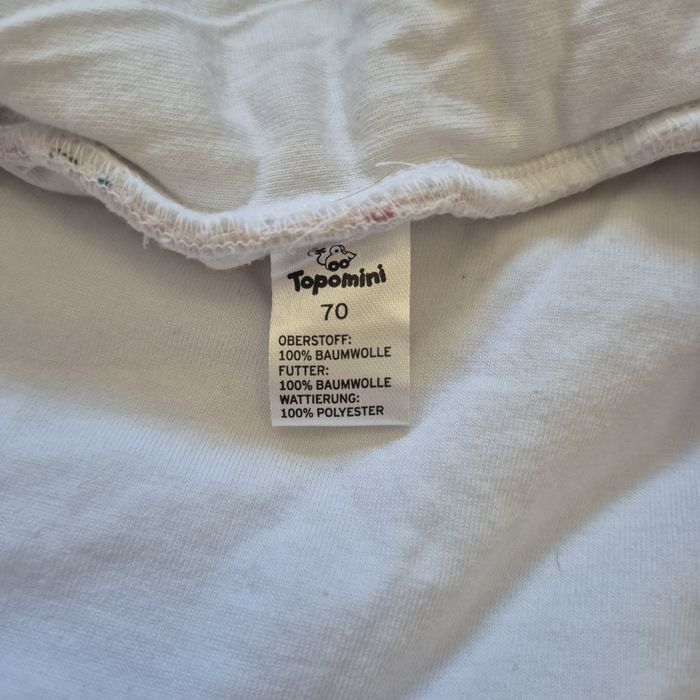 Topomini
70
OBERSTOFF:
100% BAUMWOLLE
FUTTER:
100% BAUMWOLLE
WATTIERUNG:
100% POLYESTER